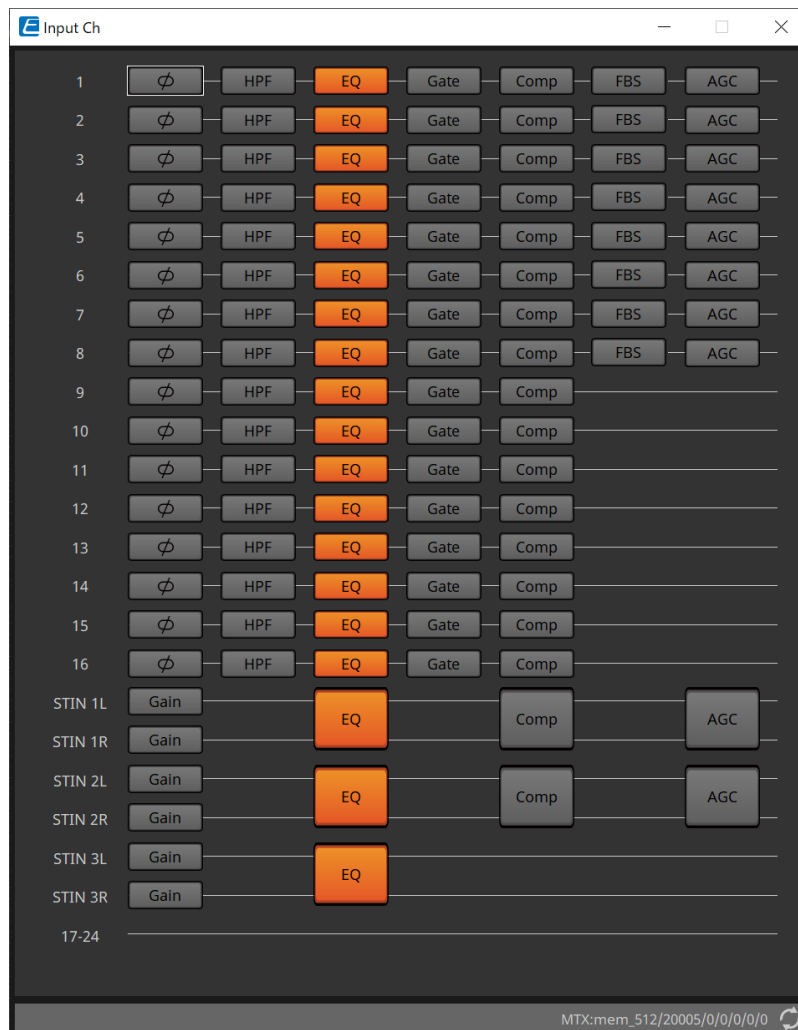 Input Ch
1 ⌀ HPF EQ Gate Comp FBS AGC
2 ⌀ HPF EQ Gate Comp FBS AGC
3 ⌀ HPF EQ Gate Comp FBS AGC
4 ⌀ HPF EQ Gate Comp FBS AGC
5 ⌀ HPF EQ Gate Comp FBS AGC
6 ⌀ HPF EQ Gate Comp FBS AGC
7 ⌀ HPF EQ Gate Comp FBS AGC
8 ⌀ HPF EQ Gate Comp FBS AGC
9 ⌀ HPF EQ Gate Comp
10 ⌀ HPF EQ Gate Comp
11 ⌀ HPF EQ Gate Comp
12 ⌀ HPF EQ Gate Comp
13 ⌀ HPF EQ Gate Comp
14 ⌀ HPF EQ Gate Comp
15 ⌀ HPF EQ Gate Comp
16 ⌀ HPF EQ Gate Comp
STIN 1L Gain
EQ Comp AGC
STIN 1R Gain
STIN 2L Gain
EQ Comp AGC
STIN 2R Gain
STIN 3L Gain
EQ
STIN 3R Gain
17-24
MTX:mem_512/20005/0/0/0/0/0